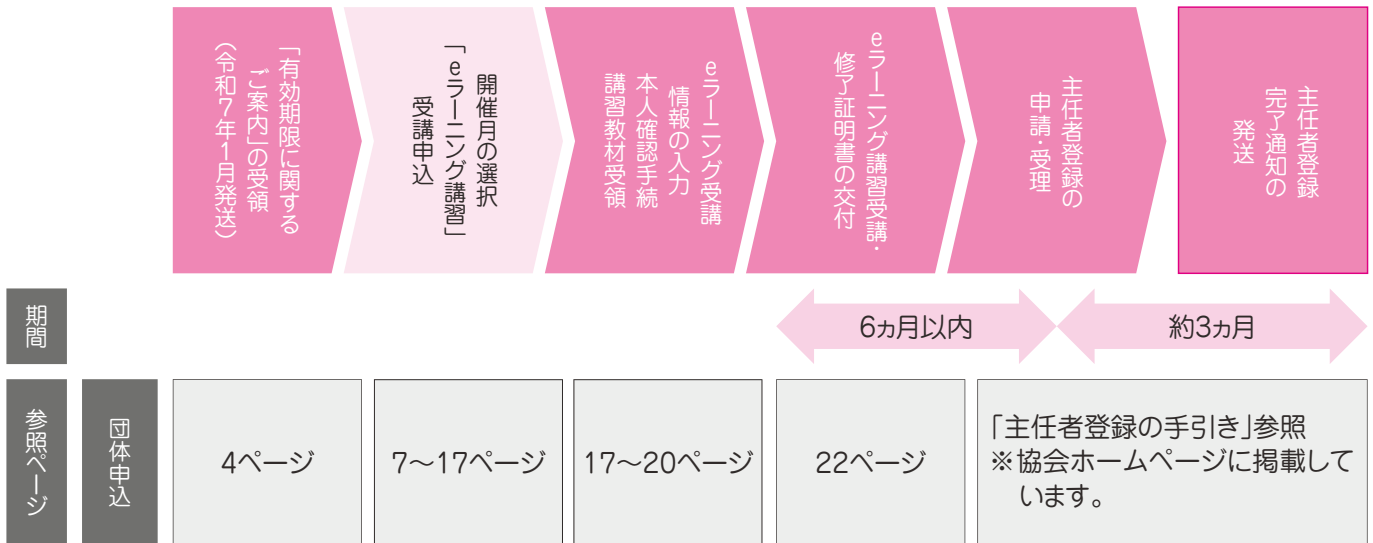 「有効期限に関する
ご案内」の受領
（令和7年1月発送）
開催月の選択
「eラーニング講習」
受講申込
eラーニング受講
情報の入力
本人確認手続
講習教材受領
eラーニング講習受講・
修了証明書の交付
主任者登録の
申請・受理
主任者登録
完了通知の
発送
期間
6ヵ月以内
約3ヵ月
参照ページ
団体申込
4ページ
7〜17ページ
17〜20ページ
22ページ
「主任者登録の手引き」参照
※協会ホームページに掲載して
います。